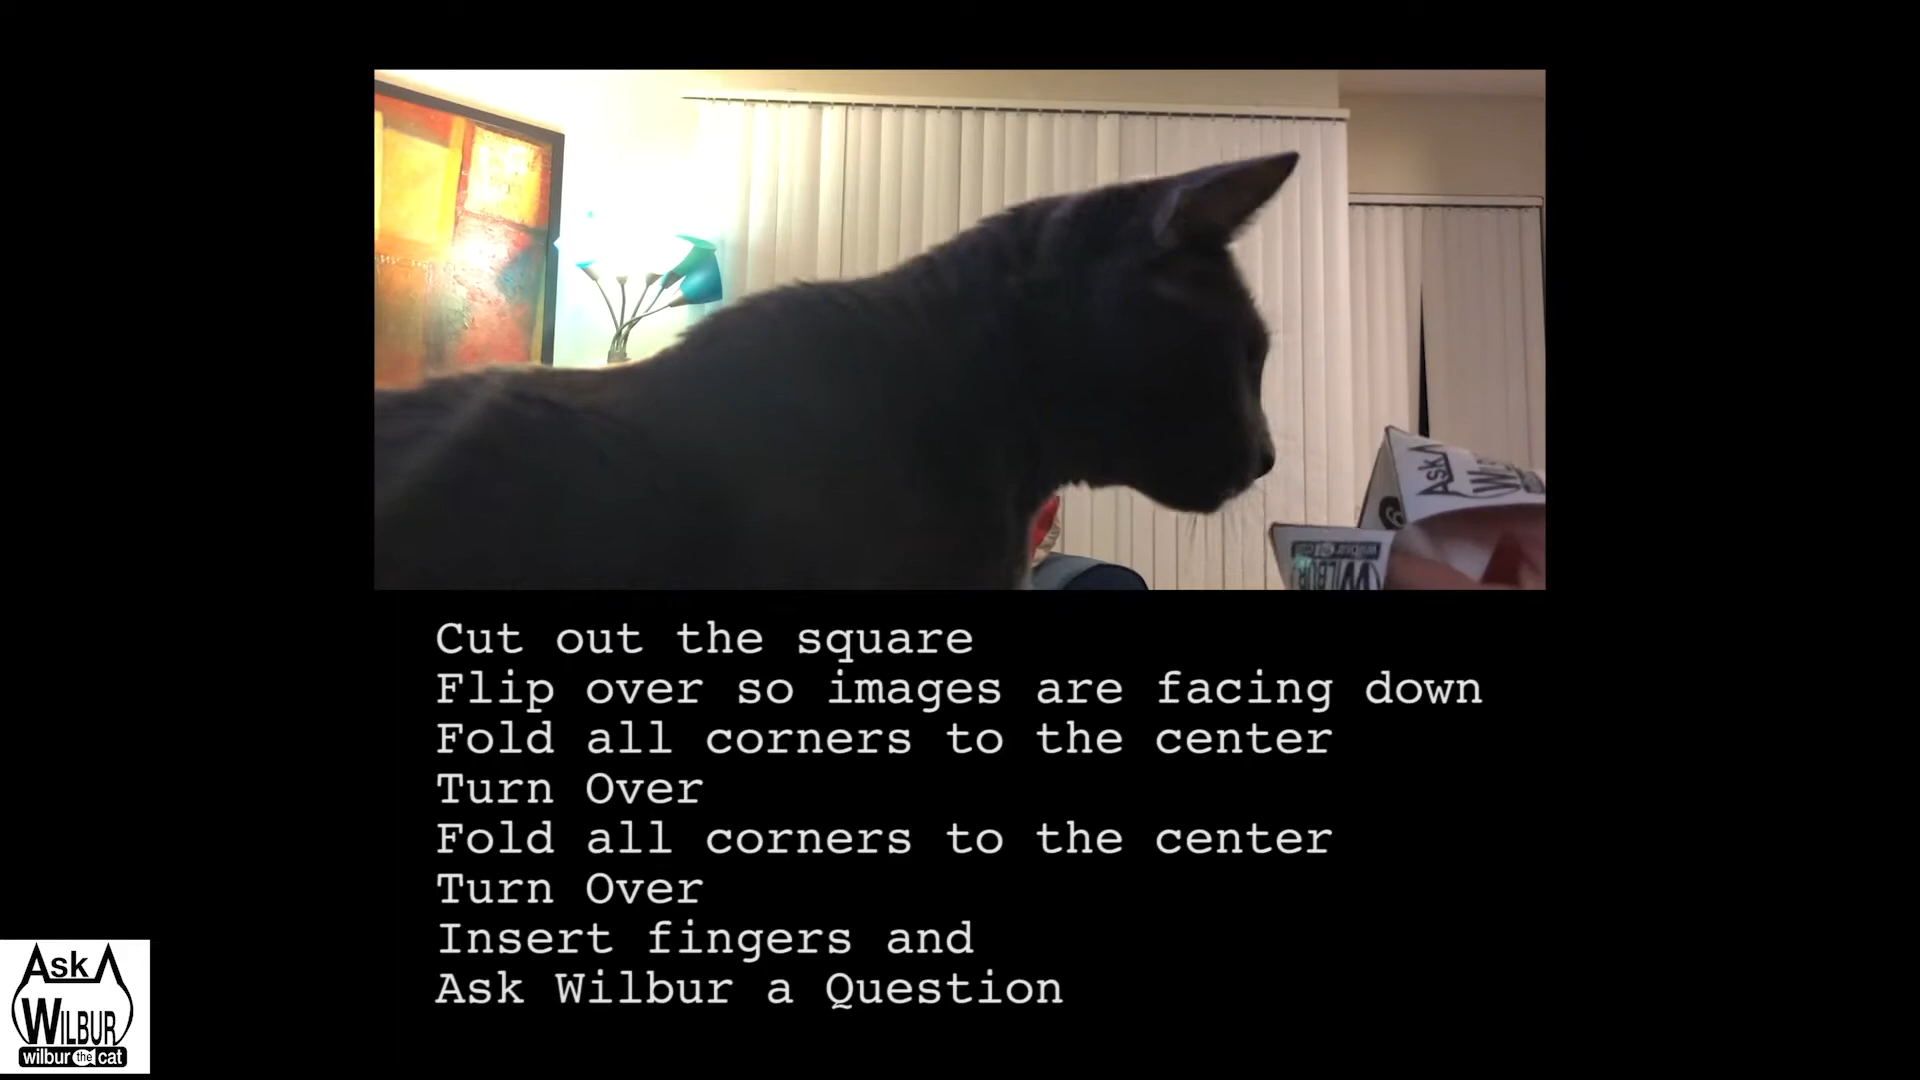 Ask
Cut out the square
Flip over so images are facing down
Fold all corners to the center
Turn Over
Fold all corners to the center
Turn Over
Insert fingers and
Ask Wilbur a Question
Ask
WILBUR
wilbur the cat